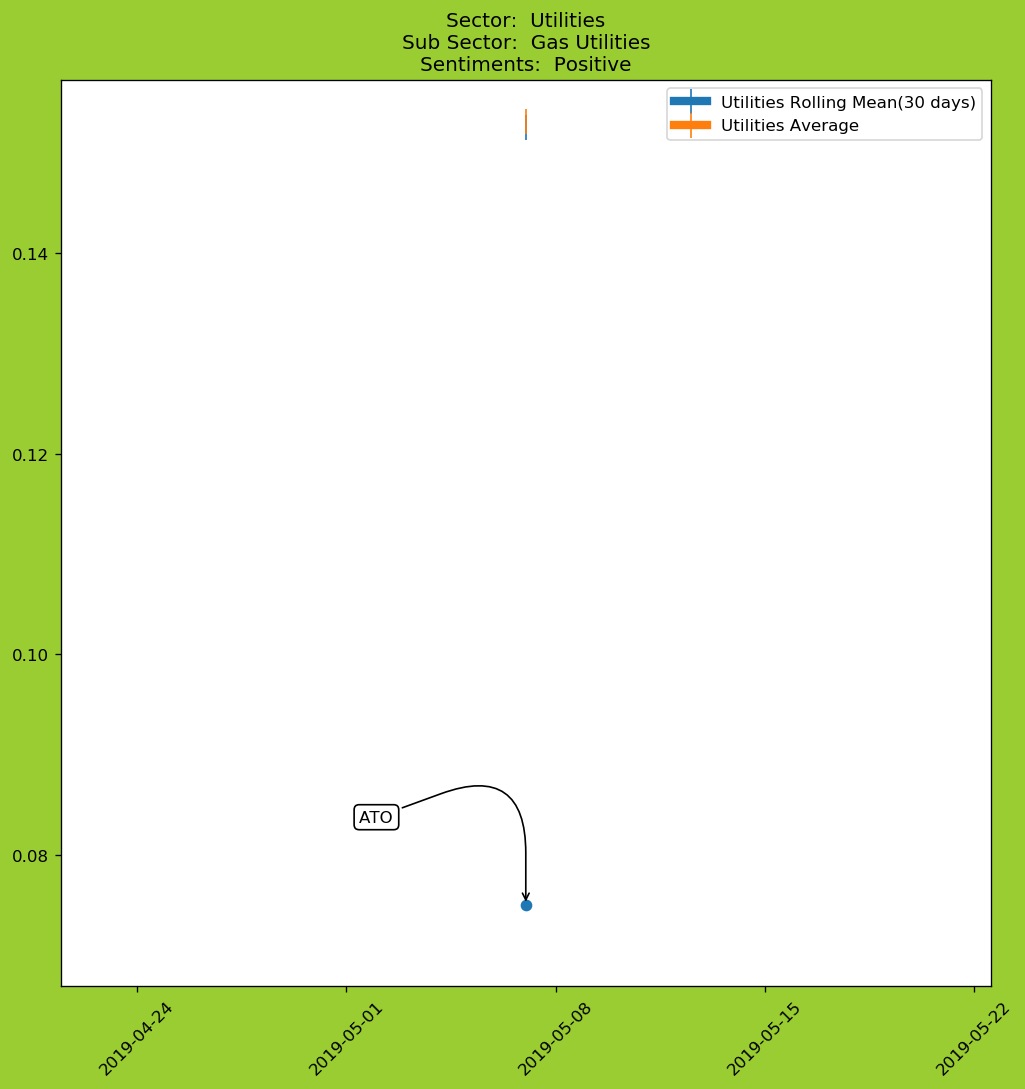 Sector:  Utilities
Sub Sector:  Gas Utilities
Sentiments:  Positive
Utilities Rolling Mean(30 days)
Utilities Average
0.14
0.12
0.10
0.08
ATO
2019-04-24
2019-05-01
2019-05-08
2019-05-15
2019-05-22